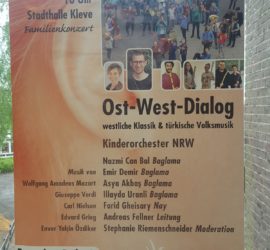 Stadthalle Kleve
Familienkonzert
Ost-West-Dialog
westliche Klassik & türkische Volksmusik
Kinderorchester NRW
Nazmi Can Bal Baglama
Musik von Emir Demir Baglama
Wolfgang Amadeus Mozart Asya Akbaş Baglama
Giuseppe Verdi Illayda Uranli Baglama
Carl Nielsen Farid Gheisary Nay
Edvard Grieg Andreas Fellner Leitung
Enver Yalçin Özdiker Stephanie Riemenschneider Moderation